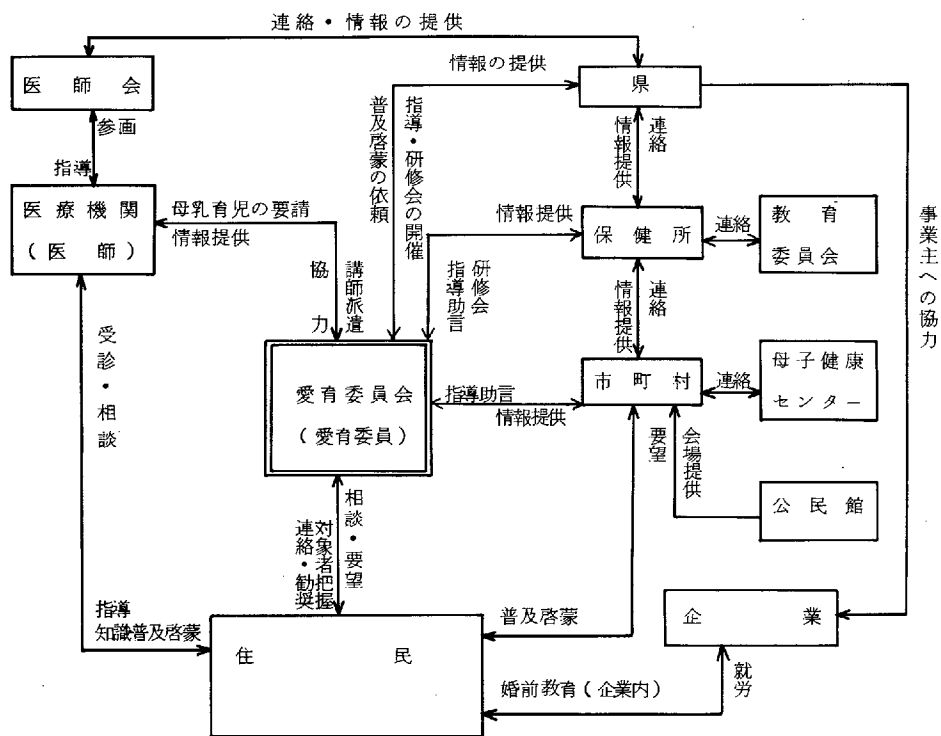 連絡・情報の提供
医師会
情報の提供
県
参画
指導
普及啓蒙の依頼
指導・研修会の開催
情報提供
連絡
医療機関
(医師)
母乳育児の要請
情報提供
情報提供
保健所
連絡
教育
委員会
事業主への協力
協力
講師派遣
指導助言
研修会
情報提供
連絡
受診・相談
愛育委員会
(愛育委員)
指導助言
情報提供
市町村
連絡
母子健康
センター
要望
会場提供
公民館
連絡・勧奨
対象者把握
相談・要望
指導
知識普及啓蒙
住民
普及啓蒙
企業
婚前教育(企業内)
就労